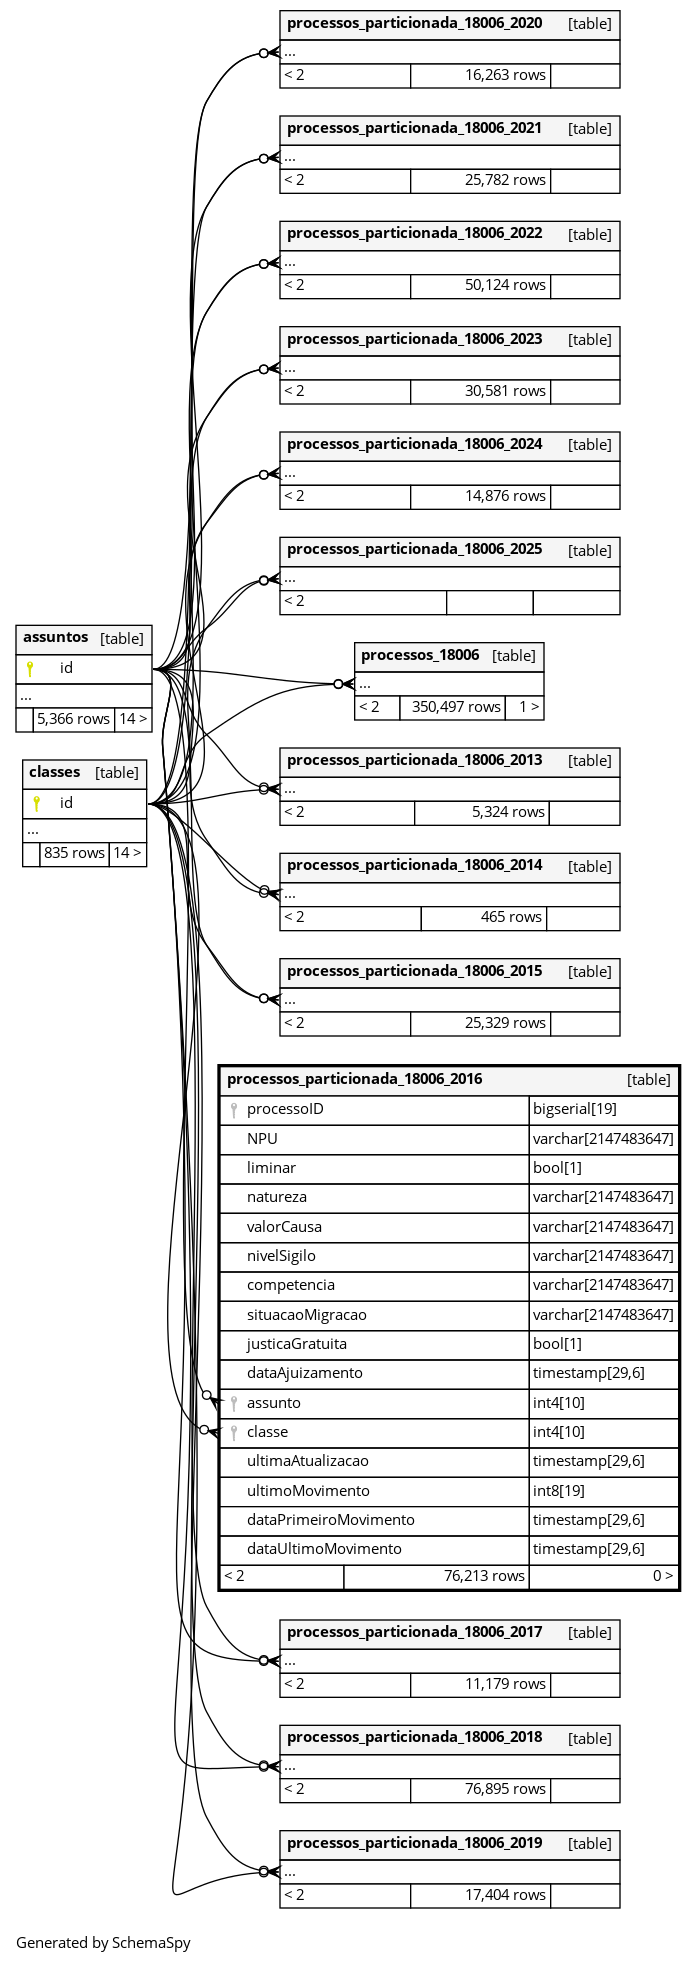 processos_particionada_18006_2020 [table]
...
< 2 16,263 rows
processos_particionada_18006_2021 [table]
...
< 2 25,782 rows
processos_particionada_18006_2022 [table]
...
< 2 50,124 rows
processos_particionada_18006_2023 [table]
...
< 2 30,581 rows
processos_particionada_18006_2024 [table]
...
< 2 14,876 rows
processos_particionada_18006_2025 [table]
...
< 2
assuntos [table]
id
...
5,366 rows 14 >
processos_18006 [table]
...
< 2 350,497 rows 1 >
classes [table]
id
...
835 rows 14 >
processos_particionada_18006_2013 [table]
...
< 2 5,324 rows
processos_particionada_18006_2014 [table]
...
< 2 465 rows
processos_particionada_18006_2015 [table]
...
< 2 25,329 rows
processos_particionada_18006_2016 [table]
processoID bigserial[19]
NPU varchar[2147483647]
liminar bool[1]
natureza varchar[2147483647]
valorCausa varchar[2147483647]
nivelSigilo varchar[2147483647]
competencia varchar[2147483647]
situacaoMigracao varchar[2147483647]
justicaGratuita bool[1]
dataAjuizamento timestamp[29,6]
assunto int4[10]
classe int4[10]
ultimaAtualizacao timestamp[29,6]
ultimoMovimento int8[19]
dataPrimeiroMovimento timestamp[29,6]
dataUltimoMovimento timestamp[29,6]
< 2 76,213 rows 0 >
processos_particionada_18006_2017 [table]
...
< 2 11,179 rows
processos_particionada_18006_2018 [table]
...
< 2 76,895 rows
processos_particionada_18006_2019 [table]
...
< 2 17,404 rows
Generated by SchemaSpy